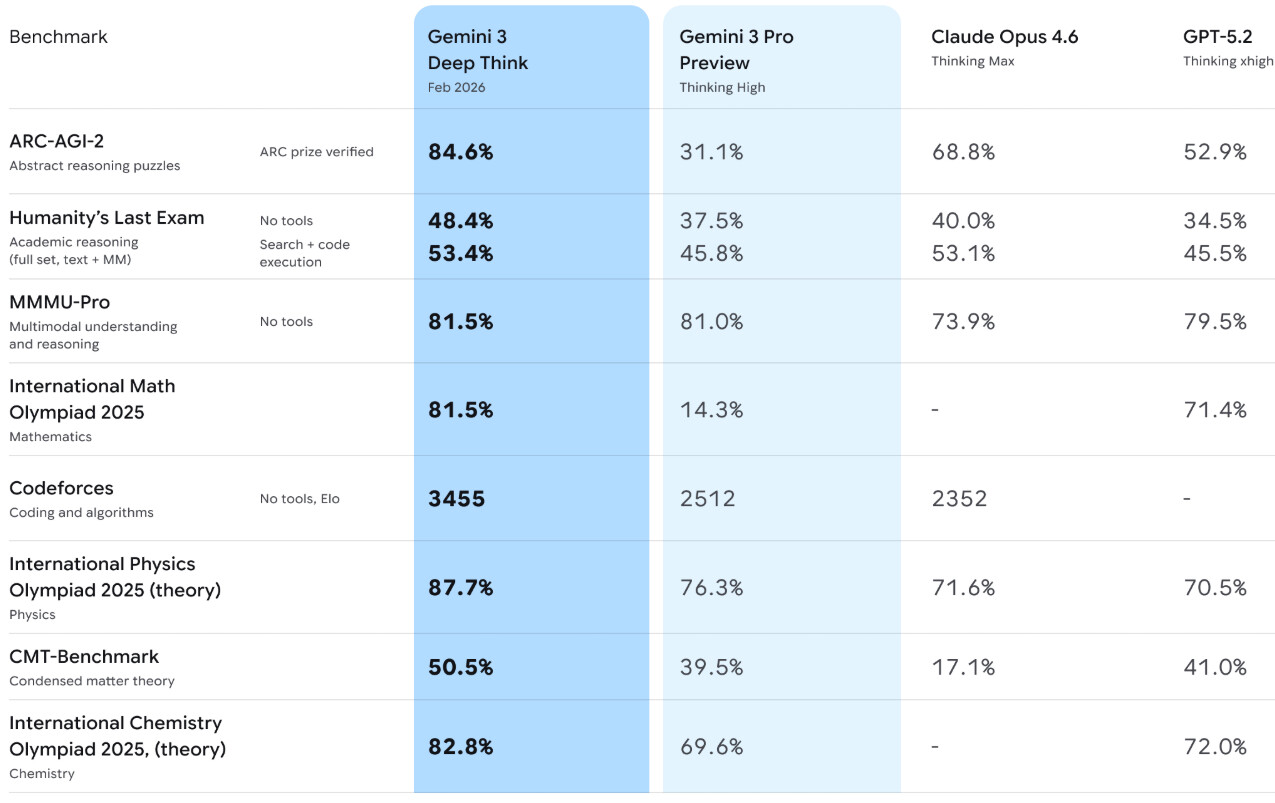 Benchmark
Gemini 3
Deep Think
Feb 2026
Gemini 3 Pro
Preview
Thinking High
Claude Opus 4.6
Thinking Max
GPT-5.2
Thinking xhigh
ARC-AGI-2
Abstract reasoning puzzles
ARC prize verified
84.6%
31.1%
68.8%
52.9%
Humanity’s Last Exam
Academic reasoning
(full set, text + MM)
No tools
48.4%
37.5%
40.0%
34.5%
Search + code
execution
53.4%
45.8%
53.1%
45.5%
MMMU-Pro
Multimodal understanding
and reasoning
No tools
81.5%
81.0%
73.9%
79.5%
International Math
Olympiad 2025
Mathematics
81.5%
14.3%
-
71.4%
Codeforces
Coding and algorithms
No tools, Elo
3455
2512
2352
-
International Physics
Olympiad 2025 (theory)
Physics
87.7%
76.3%
71.6%
70.5%
CMT-Benchmark
Condensed matter theory
50.5%
39.5%
17.1%
41.0%
International Chemistry
Olympiad 2025, (theory)
Chemistry
82.8%
69.6%
-
72.0%